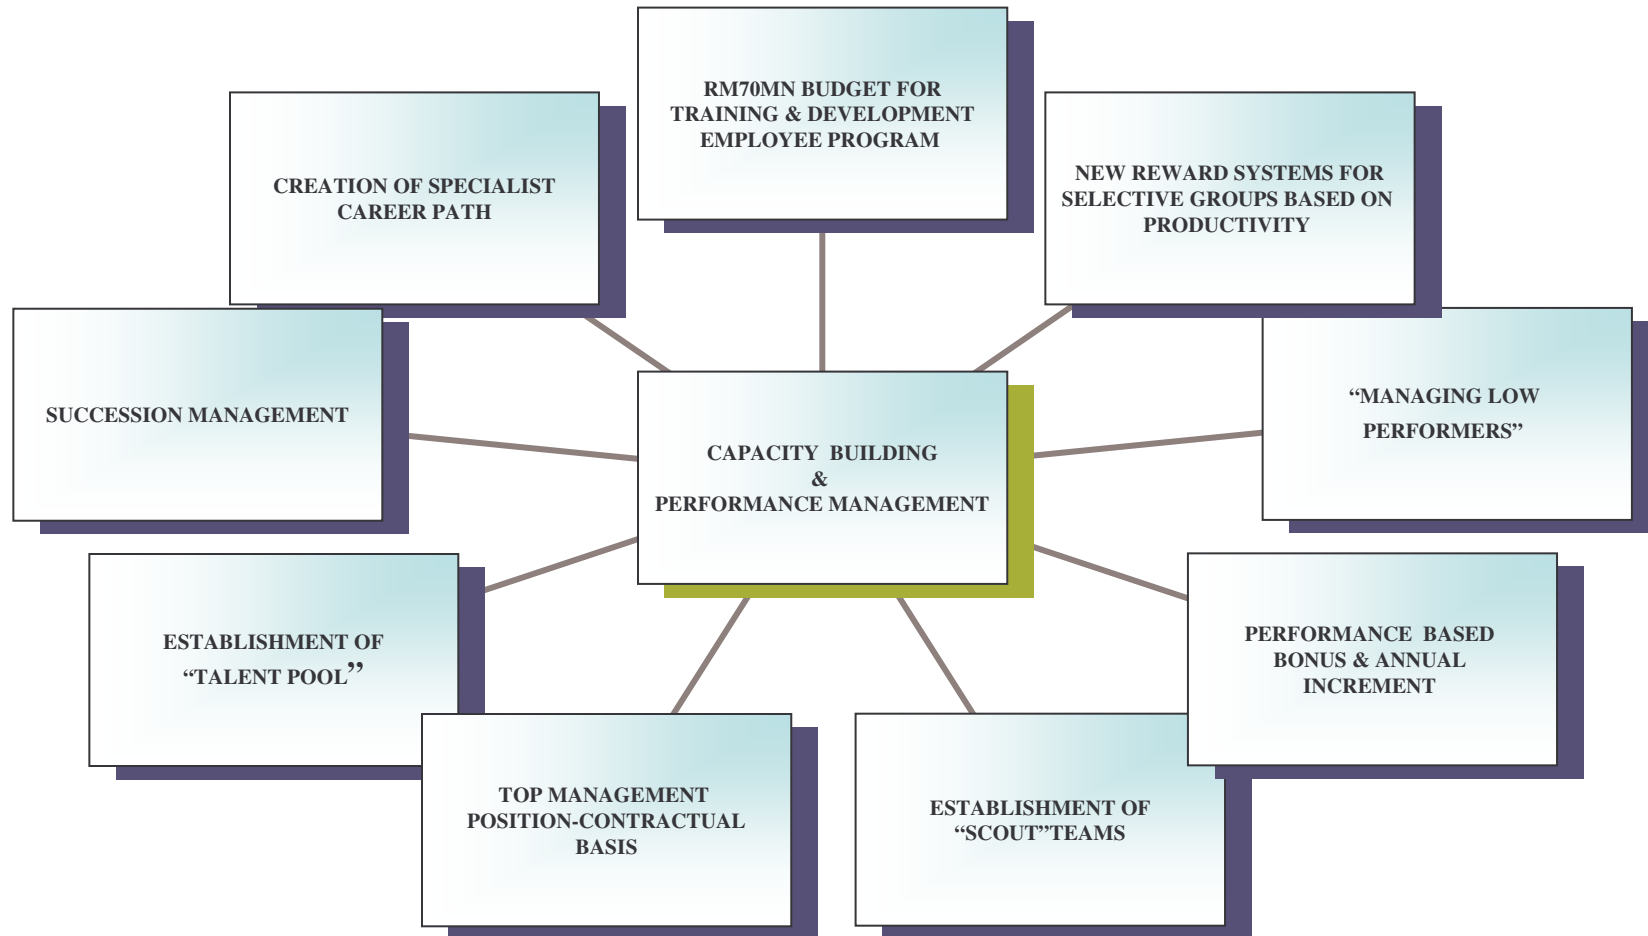 RM70MN BUDGET FOR
TRAINING & DEVELOPMENT
EMPLOYEE PROGRAM
CREATION OF SPECIALIST
CAREER PATH
NEW REWARD SYSTEMS FOR
SELECTIVE GROUPS BASED ON
PRODUCTIVITY
SUCCESSION MANAGEMENT
“MANAGING LOW
PERFORMERS”
CAPACITY BUILDING
&
PERFORMANCE MANAGEMENT
ESTABLISHMENT OF
“TALENT POOL”
PERFORMANCE BASED
BONUS & ANNUAL
INCREMENT
TOP MANAGEMENT
POSITION-CONTRACTUAL
BASIS
ESTABLISHMENT OF
“SCOUT”TEAMS